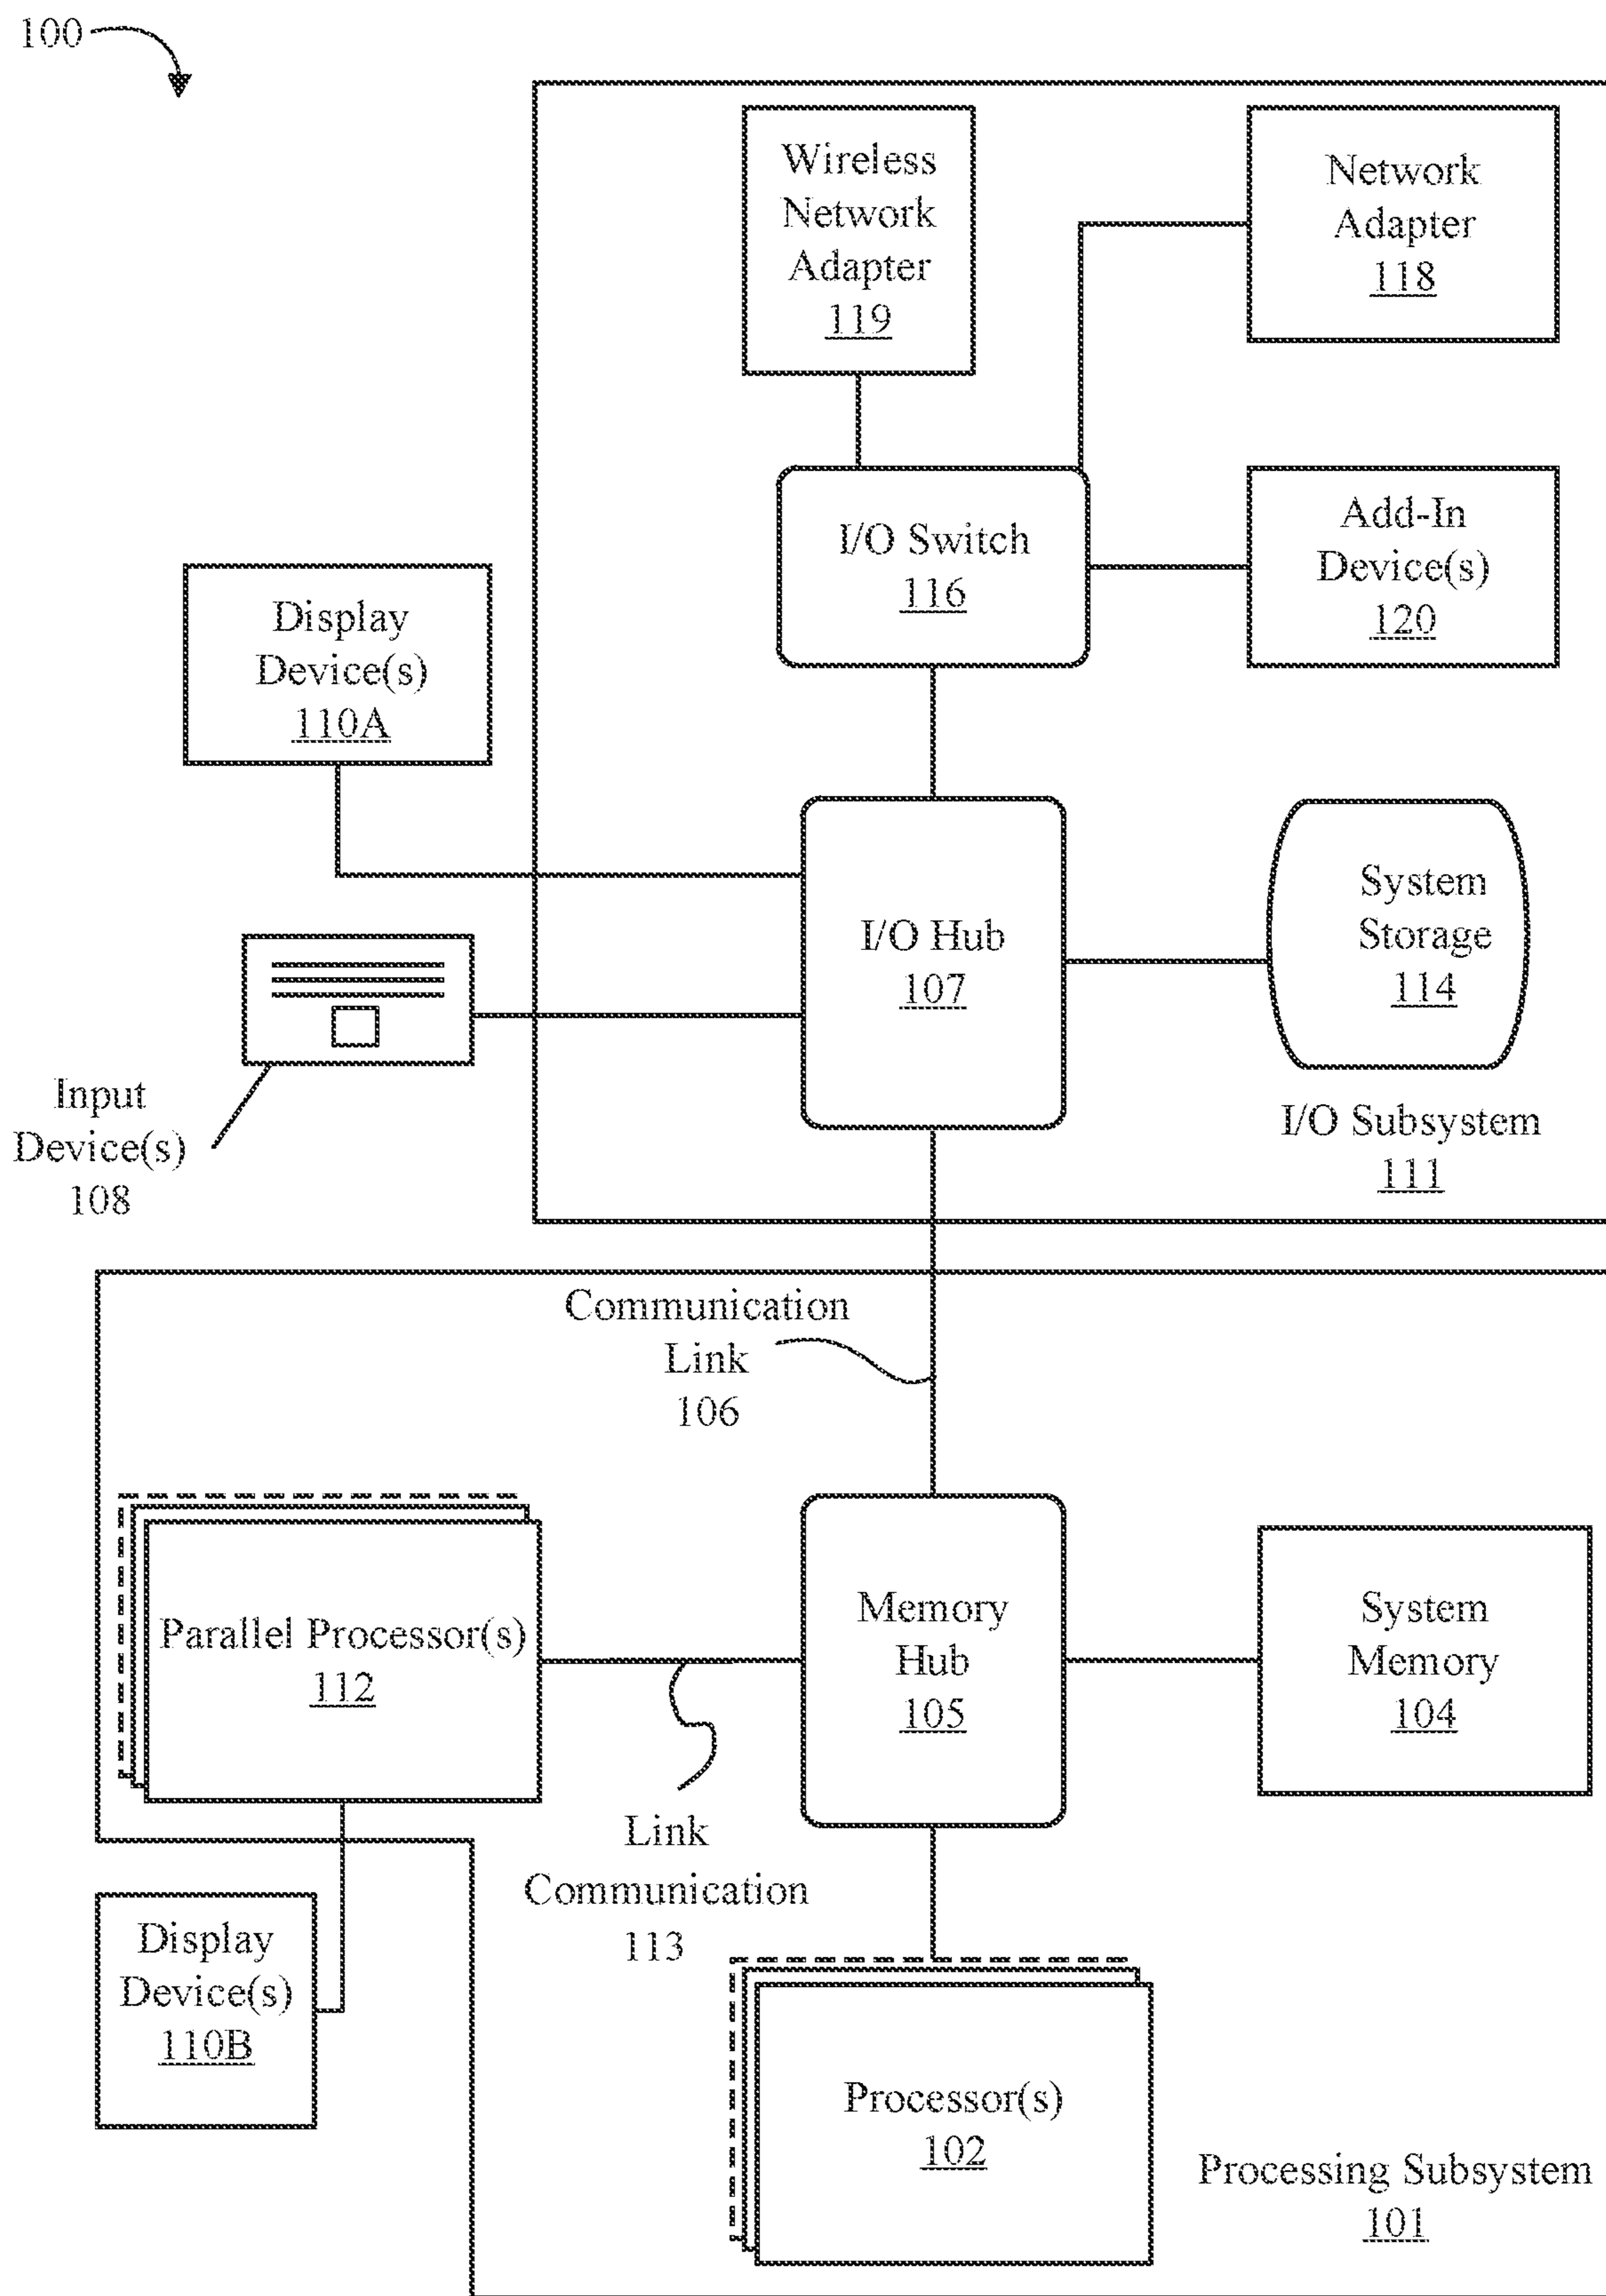 100
Wireless
Network
Adapter
119
Network
Adapter
118
I/O Switch
116
Add-In
Device(s)
120
Display
Device(s)
110A
I/O Hub
107
System
Storage
114
Input
Device(s)
108
I/O Subsystem
111
Communication
Link
106
Parallel Processor(s)
112
Memory
Hub
105
System
Memory
104
Link
Communication
113
Display
Device(s)
110B
Processor(s)
102
Processing Subsystem
101